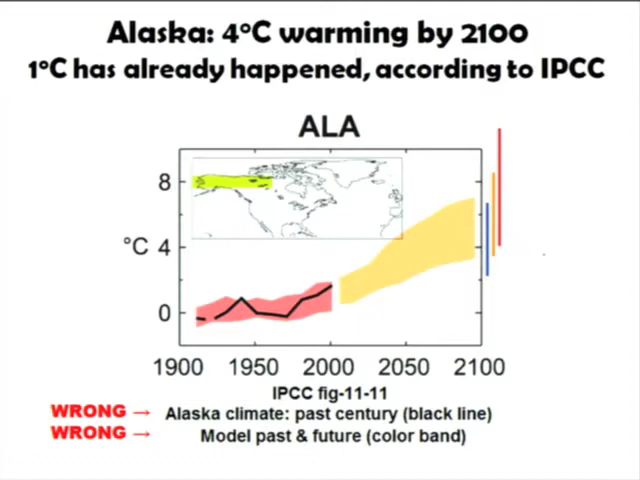 Alaska: 4°C warming by 2100
1°C has already happened, according to IPCC
ALA
8
°C 4
0
1900 1950 2000 2050 2100
IPCC fig-11-11
WRONG → Alaska climate: past century (black line)
WRONG → Model past & future (color band)